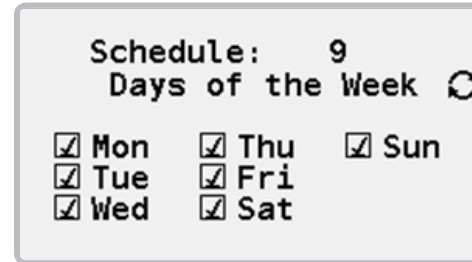 Schedule: 9
Days of the Week
Mon Thu Sun
Tue Fri
Wed Sat